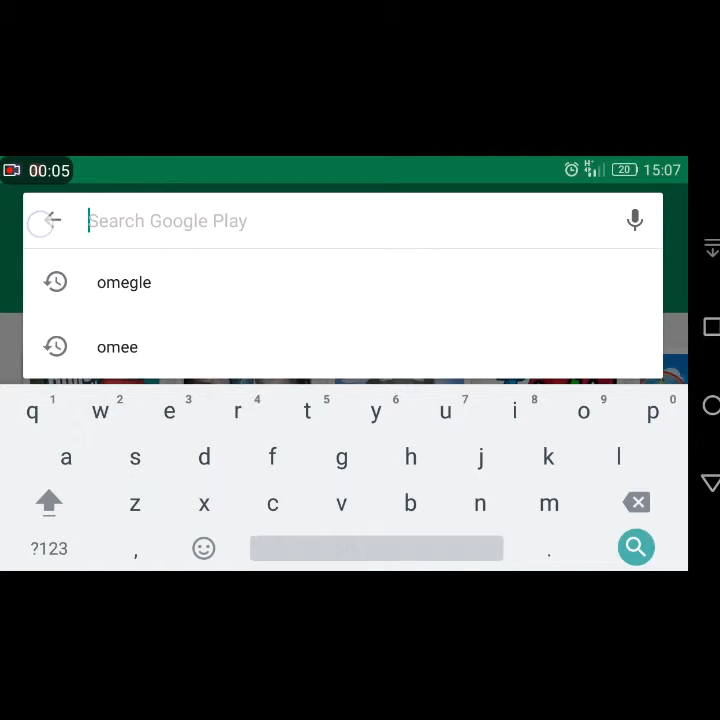 00:05 H+ 20 15:07
Search Google Play
omegle
omee
1 2 3 4 5 6 7 8 9 0
q w e r t y u i o p
a s d f g h j k l
z x c v b n m
?123 , .